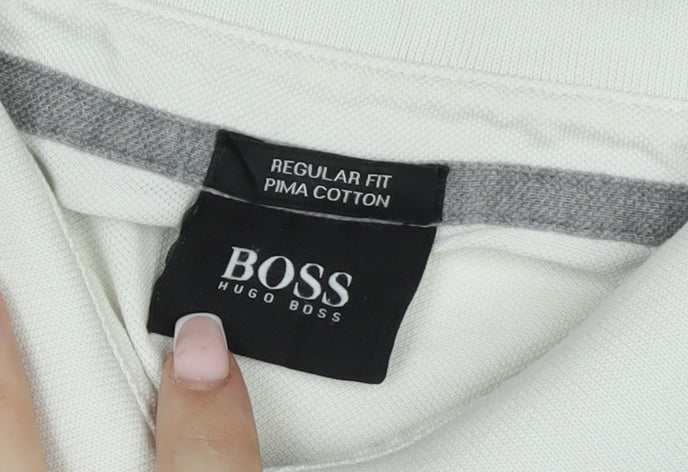 REGULAR FIT
PIMA COTTON
BOSS
HUGO BOSS